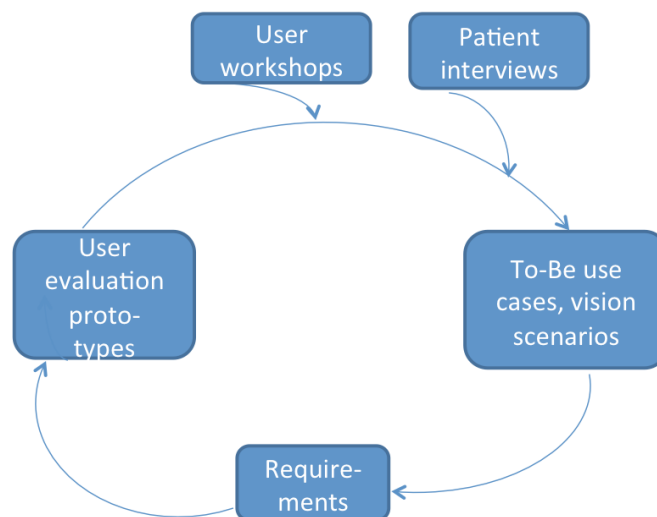 User
workshops
Patient
interviews
User
evaluation
proto-
types
To-Be use
cases, vision
scenarios
Require-
ments